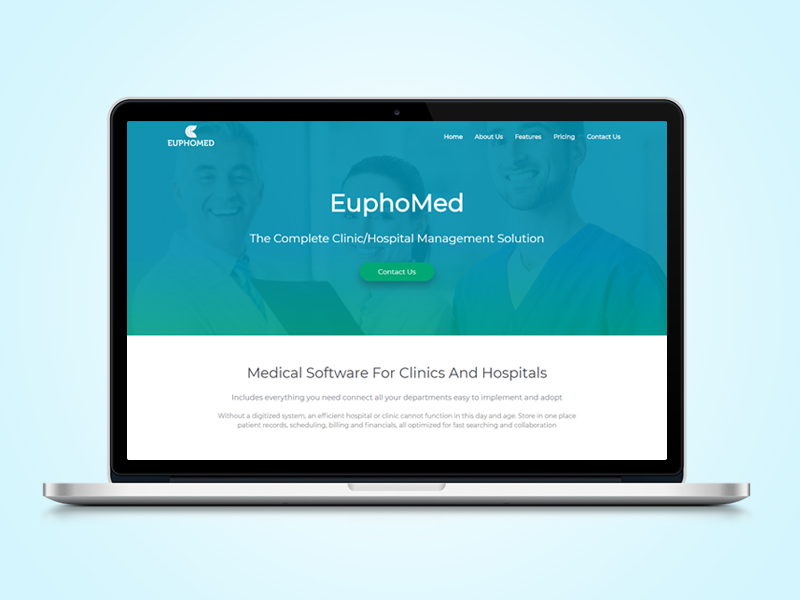 EUPHOMED
Home About Us Features Pricing Contact Us
EuphoMed
The Complete Clinic/Hospital Management Solution
Contact Us
Medical Software For Clinics And Hospitals
Includes everything you need connect all your departments easy to implement and adopt
Without a digitized system, an efficient hospital or clinic cannot function in this day and age. Store in one place
patient records, scheduling, billing and financials, all optimized for fast searching and collaboration